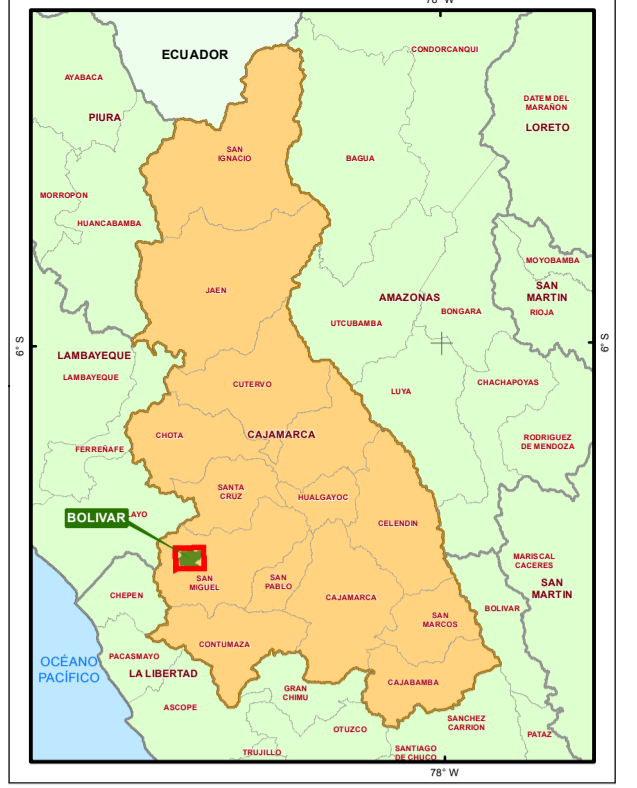 78° W
ECUADOR
CONDORCANQUI
AYABACA
DATEM DEL
MARAÑON
PIURA
LORETO
SAN
IGNACIO
BAGUA
MORROPON
HUANCABAMBA
MOYOBAMBA
SAN
MARTIN
JAEN
AMAZONAS
BONGARA
RIOJA
UTCUBAMBA
6° S
6° S
LAMBAYEQUE
LAMBAYEQUE
CUTERVO
LUYA
CHACHAPOYAS
CHOTA
CAJAMARCA
FERREÑAFE
RODRIGUEZ
DE MENDOZA
SANTA
CRUZ
HUALGAYOC
BOLIVAR
LAYO
CELENDIN
MARISCAL
CACERES
SAN
MARTIN
SAN
MIGUEL
SAN
PABLO
CHEPEN
CAJAMARCA
BOLIVAR
SAN
MARCOS
CONTUMAZA
PACASMAYO
OCÉANO
PACÍFICO
LA LIBERTAD
CAJABAMBA
GRAN
CHIMU
ASCOPE
SANCHEZ
CARRION
OTUZCO
PATAZ
TRUJILLO
SANTIAGO
DE CHUCO
78° W